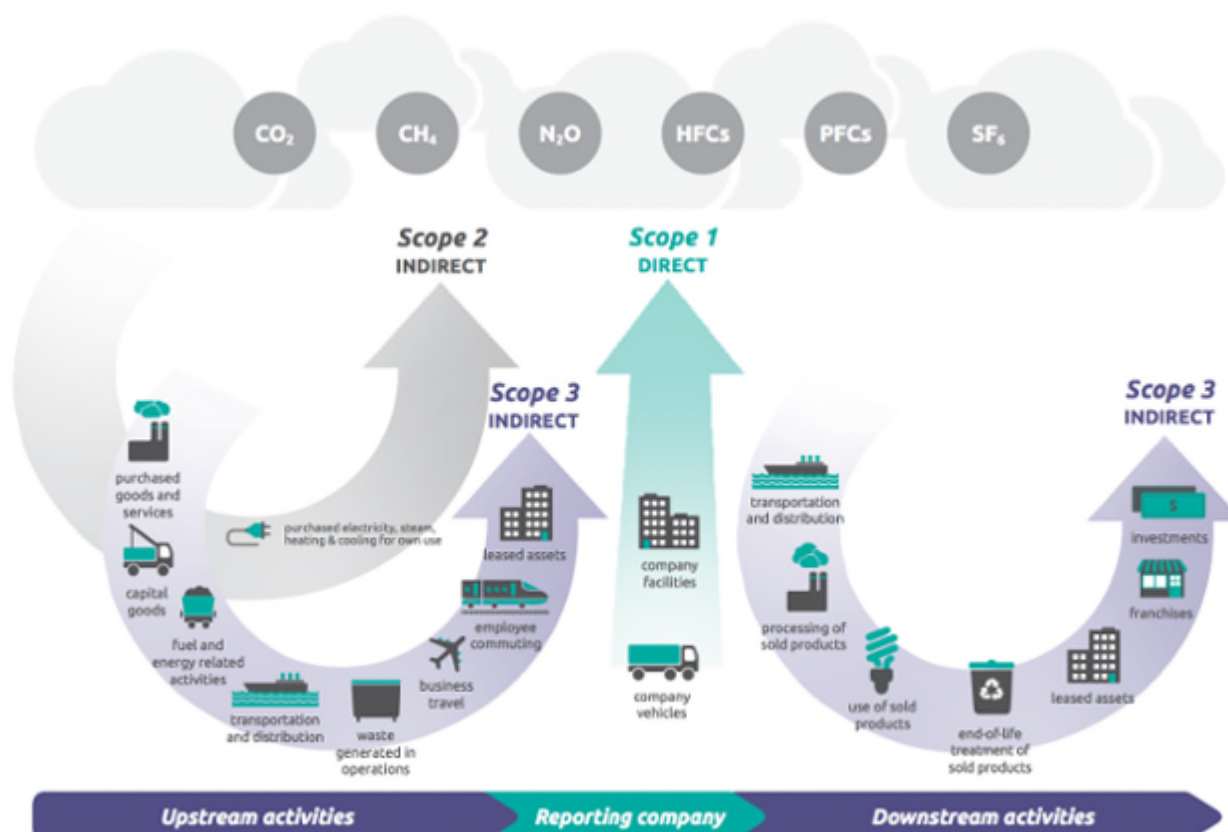 CO₂
CH₄
N₂O
HFCs
PFCs
SF₆
Scope 2
INDIRECT
Scope 1
DIRECT
Scope 3
INDIRECT
Scope 3
INDIRECT
purchased
goods and
services
capital
goods
fuel and
energy related
activities
purchased electricity, steam,
heating & cooling for own use
transportation
and distribution
waste
generated in
operations
business
travel
employee
commuting
leased assets
company
facilities
company
vehicles
transportation
and distribution
processing of
sold products
use of sold
products
end-of-life
treatment of
sold products
leased assets
franchises
$
investments
Upstream activities
Reporting company
Downstream activities